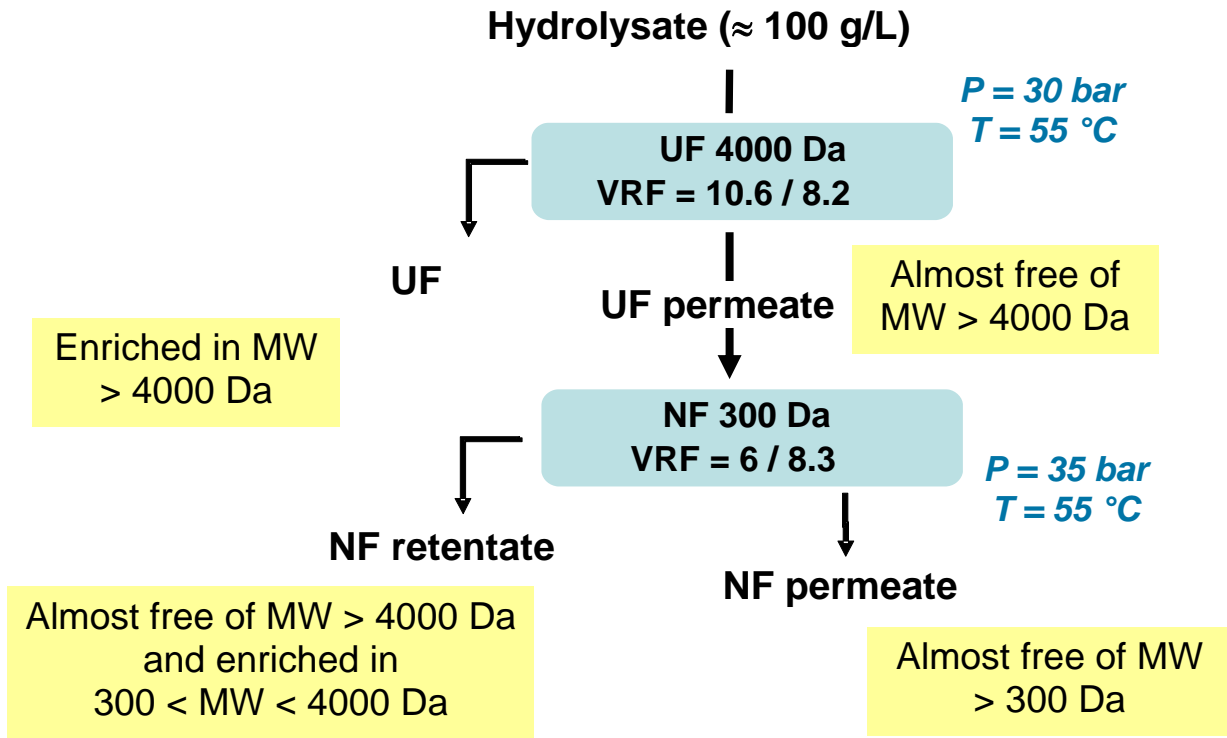 Hydrolysate (≈ 100 g/L)
P = 30 bar
T = 55 °C
UF 4000 Da
VRF = 10.6 / 8.2
UF
UF permeate
Almost free of
MW > 4000 Da
Enriched in MW
> 4000 Da
NF 300 Da
VRF = 6 / 8.3
P = 35 bar
T = 55 °C
NF retentate
NF permeate
Almost free of MW > 4000 Da
and enriched in
300 < MW < 4000 Da
Almost free of MW
> 300 Da